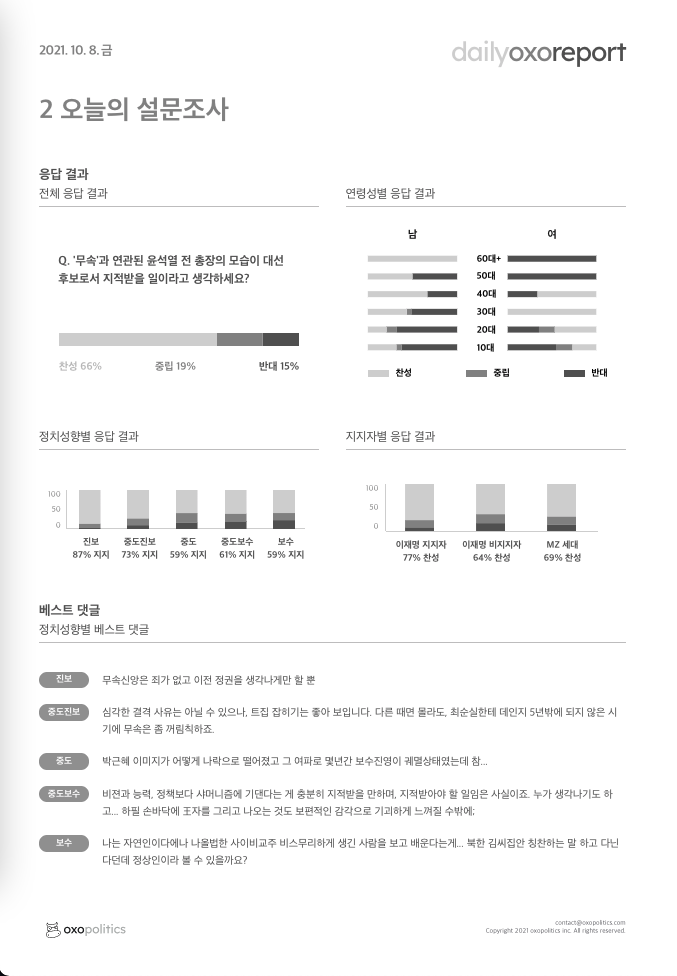 2021. 10. 8. 금
dailyoxoreport
2 오늘의 설문조사
응답 결과
전체 응답 결과
Q. '무속'과 연관된 윤석열 전 총장의 모습이 대선
후보로서 지적받을 일이라고 생각하세요?
찬성 66% 중립 19% 반대 15%
연령성별 응답 결과
남 여
60대+
50대
40대
30대
20대
10대
찬성 중립 반대
정치성향별 응답 결과
100
50
0
진보 중도진보 중도 중도보수 보수
87% 지지 73% 지지 59% 지지 61% 지지 59% 지지
지지자별 응답 결과
100
50
0
이재명 지지자 이재명 비지지자 MZ 세대
77% 찬성 64% 찬성 69% 찬성
베스트 댓글
정치성향별 베스트 댓글
진보 무속신앙은 죄가 없고 이전 정권을 생각나게만 할 뿐
중도진보 심각한 결격 사유는 아닐 수 있으나, 트집 잡히기는 좋아 보입니다. 다른 때면 몰라도, 최순실한테 데인지 5년밖에 되지 않은 시
기에 무속은 좀 꺼림칙하죠.
중도 박근혜 이미지가 어떻게 나락으로 떨어졌고 그 여파로 몇년간 보수진영이 궤멸상태였는데 참...
중도보수 비젼과 능력, 정책보다 샤머니즘에 기댄다는 게 충분히 지적받을 만하며, 지적받아야 할 일임은 사실이죠. 누가 생각나기도 하
고... 하필 손바닥에 王자를 그리고 나오는 것도 보편적인 감각으로 기괴하게 느껴질 수밖에;
보수 나는 자연인이다에나 나올법한 사이비교주 비스무리하게 생긴 사람을 보고 배운다는게... 북한 김씨집안 칭찬하는 말 하고 다닌
다던데 정상인이라 볼 수 있을까요?
oxopolitics
contact@oxopolitics.com
Copyright 2021 oxopolitics inc. All rights reserved.